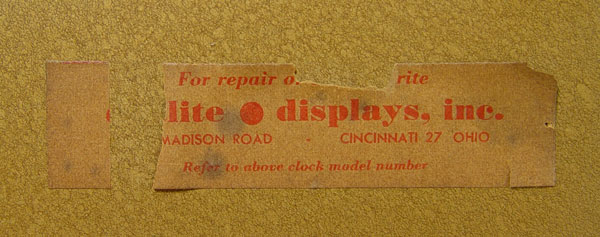 For repair o rite
lite displays, inc.
MADISON ROAD - CINCINNATI 27 OHIO
Refer to above clock model number